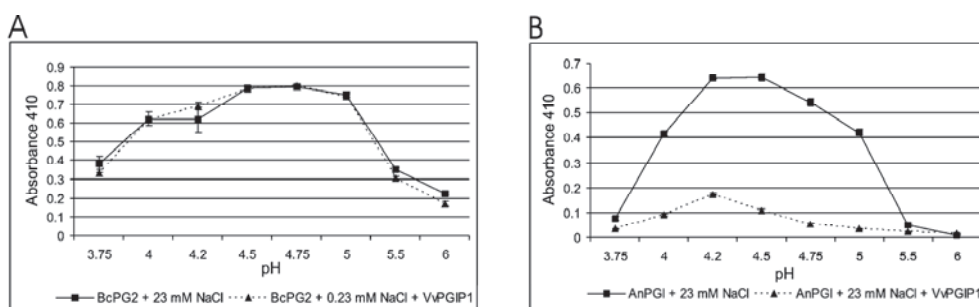 A
Absorbance 410
0.9
0.8
0.7
0.6
0.5
0.4
0.3
0.2
0.1
0
3.75 4 4.2 4.5 4.75 5 5.5 6
pH
BcPG2 + 23 mM NaCl BcPG2 + 0.23 mM NaCl + VvPGIP1
B
Absorbance 410
0.7
0.6
0.5
0.4
0.3
0.2
0.1
0
3.75 4 4.2 4.5 4.75 5 5.5 6
pH
AnPGI + 23 mM NaCl AnPGI + 23 mM NaCl + VvPGIP1